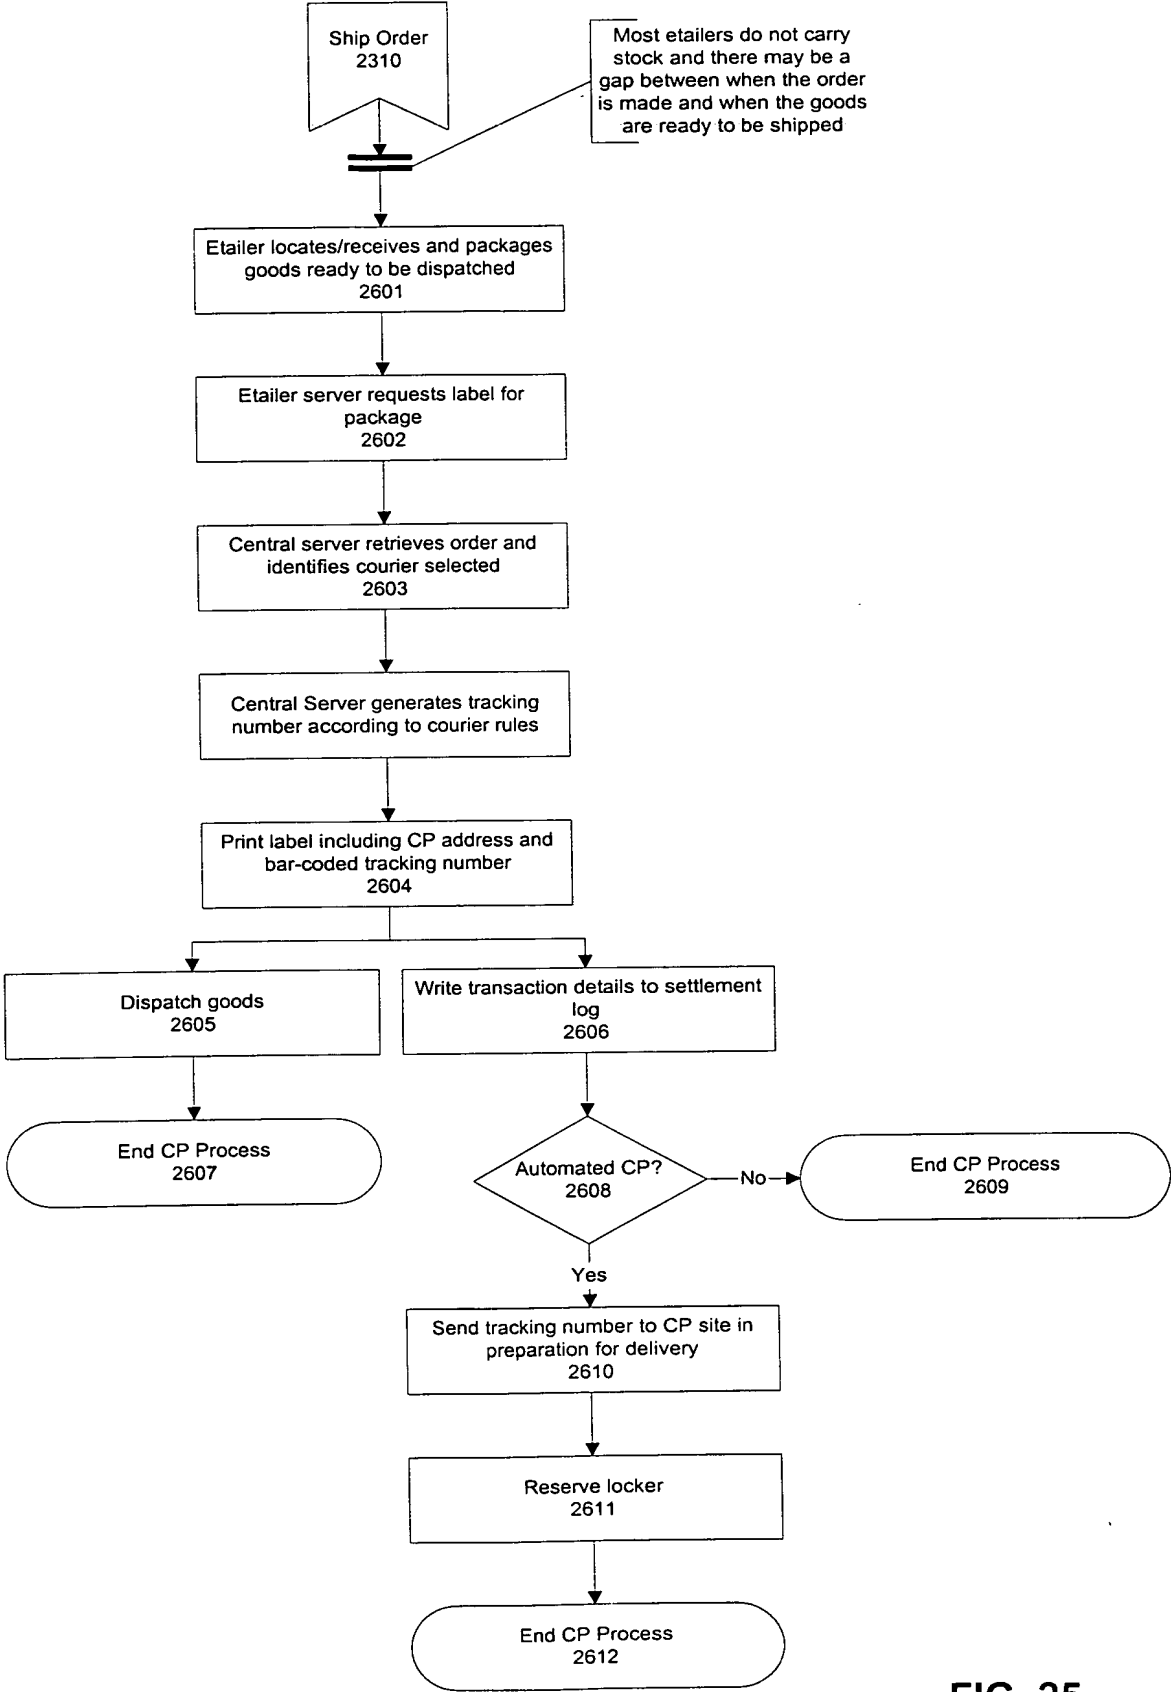 Ship Order
2310
Most etailers do not carry
stock and there may be a
gap between when the order
is made and when the goods
are ready to be shipped
Etailer locates/receives and packages
goods ready to be dispatched
2601
Etailer server requests label for
package
2602
Central server retrieves order and
identifies courier selected
2603
Central Server generates tracking
number according to courier rules
Print label including CP address and
bar-coded tracking number
2604
Dispatch goods
2605
Write transaction details to settlement
log
2606
End CP Process
2607
Automated CP?
2608
No
End CP Process
2609
Yes
Send tracking number to CP site in
preparation for delivery
2610
Reserve locker
2611
End CP Process
2612